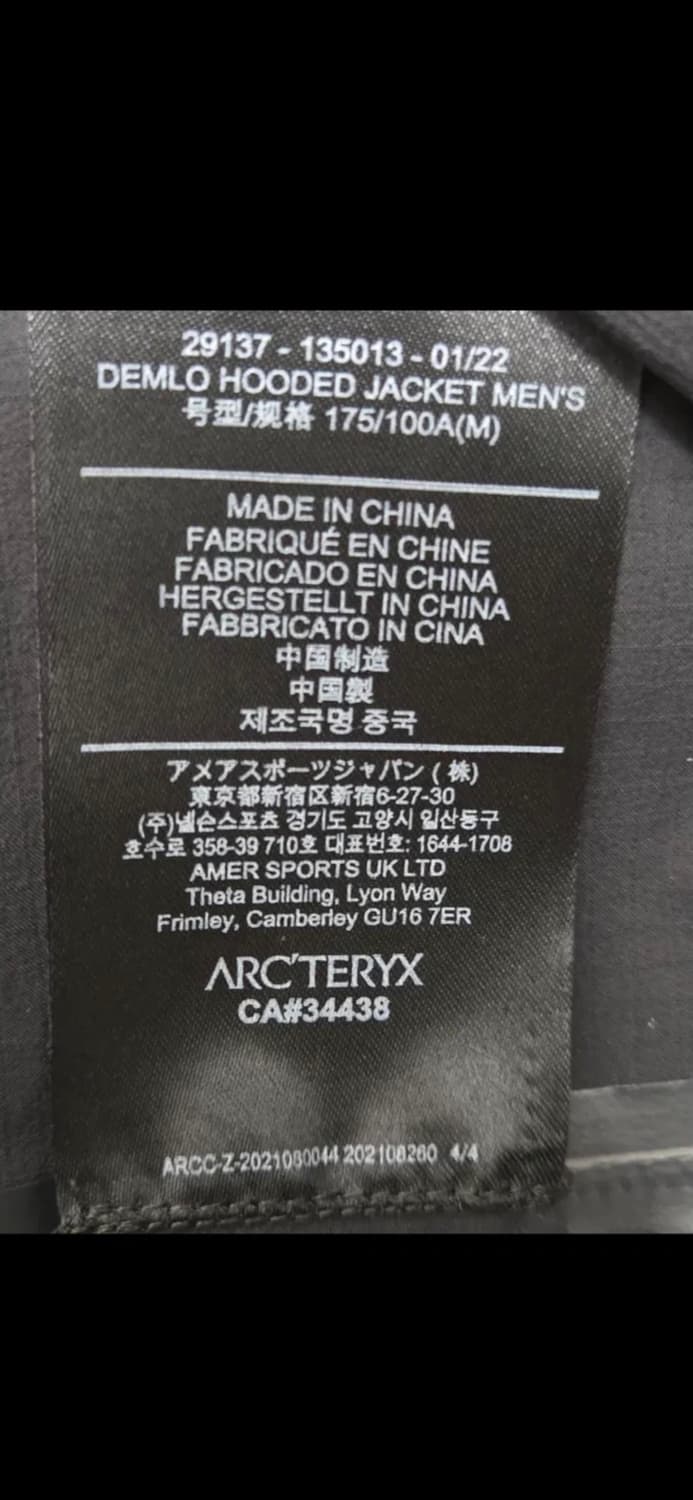 29137 - 135013 - 01/22
DEMLO HOODED JACKET MEN'S
号型/规格 175/100A(M)
MADE IN CHINA
FABRIQUÉ EN CHINE
FABRICADO EN CHINA
HERGESTELLT IN CHINA
FABBRICATO IN CINA
中国制造
中国製
제조국명 중국
アメアスポーツジャパン ( 株)
東京都新宿区新宿6-27-30
(주)넬슨스포츠 경기도 고양시 일산동구
호수로 358-39 710호 대표번호: 1644-1708
AMER SPORTS UK LTD
Theta Building, Lyon Way
Frimley, Camberley GU16 7ER
ARC'TERYX
CA#34438
ARCC-Z-2021080044 202108260 4/4